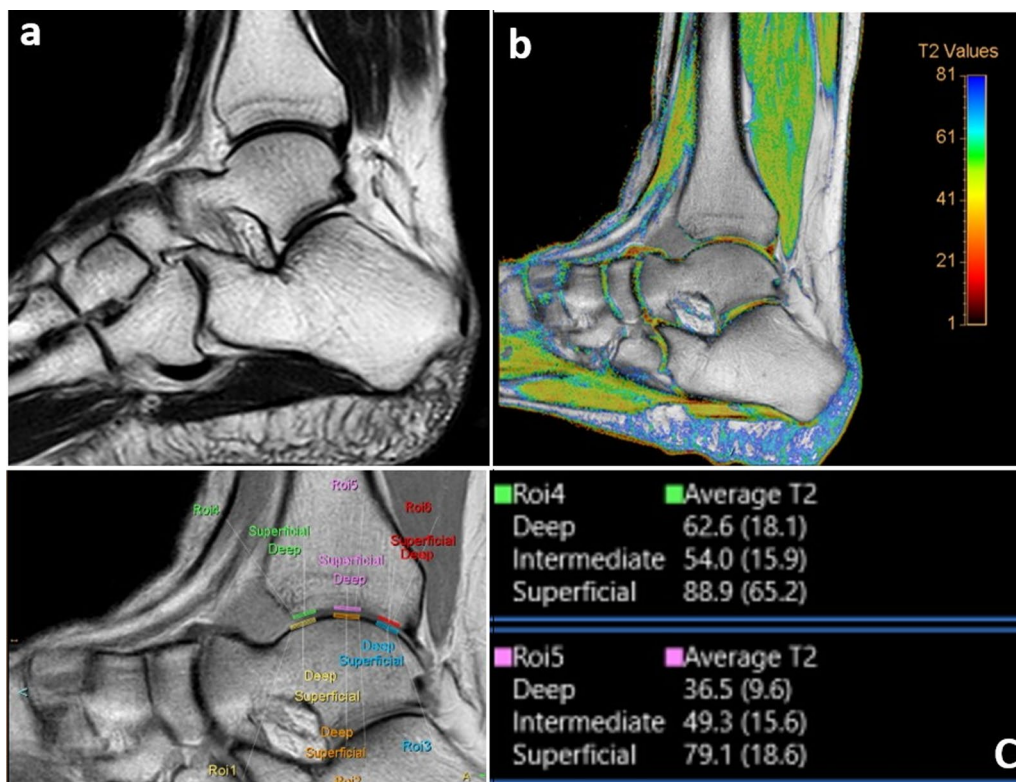 a
b
T2 Values
81
61
41
21
1
Roi5
Roi4
Roi6
Superficial
Deep
Superficial
Deep
Superficial
Deep
Deep
Superficial
Deep
Superficial
Deep
Superficial
Roi3
Roi1
A
Roi4 Average T2
Deep 62.6 (18.1)
Intermediate 54.0 (15.9)
Superficial 88.9 (65.2)
Roi5 Average T2
Deep 36.5 (9.6)
Intermediate 49.3 (15.6)
Superficial 79.1 (18.6)
C